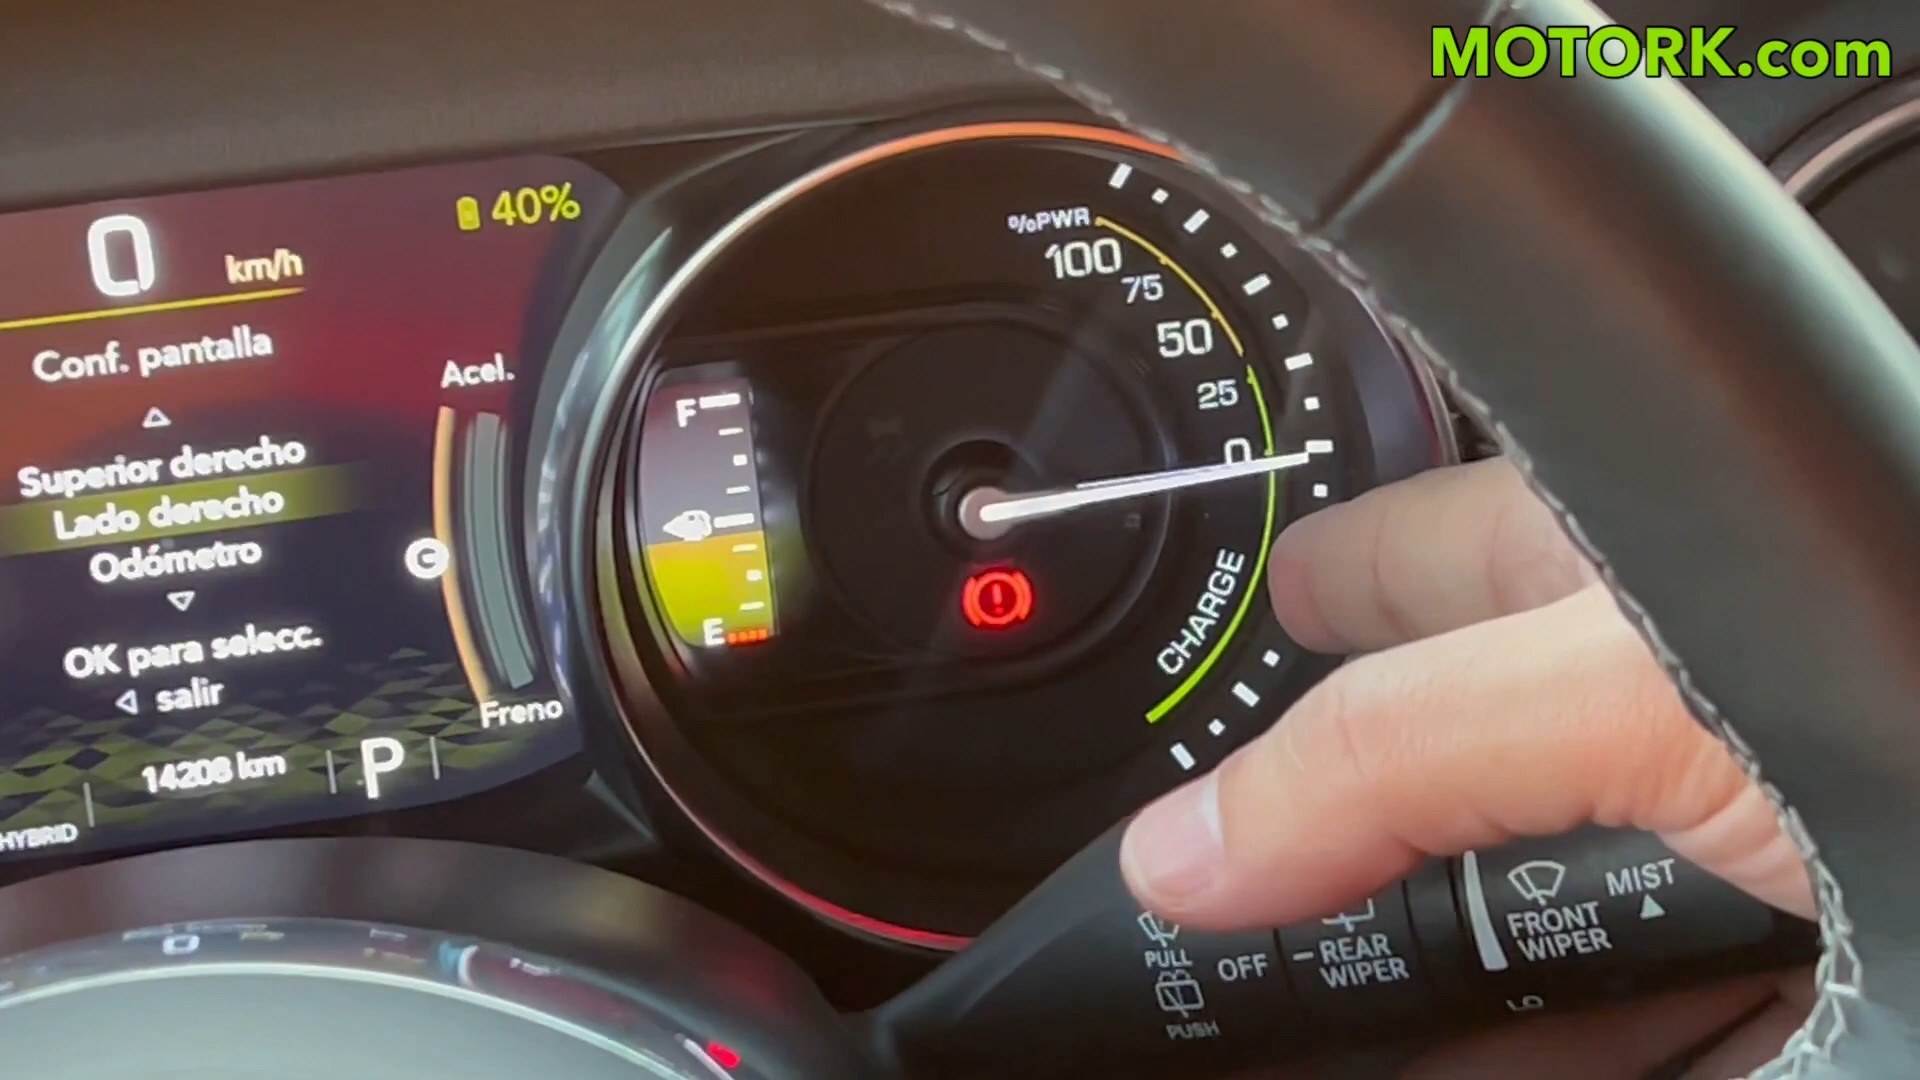 MOTORK.com
40%
0 km/h
Conf. pantalla
Superior derecho
Lado derecho
Odómetro
OK para selecc.
salir
14208 km
P
HYBRID
Acel.
C
Freno
F
E
%PWR
100
75
50
25
0
CHARGE
PULL
PUSH
OFF
REAR
WIPER
FRONT
WIPER
MIST
LO